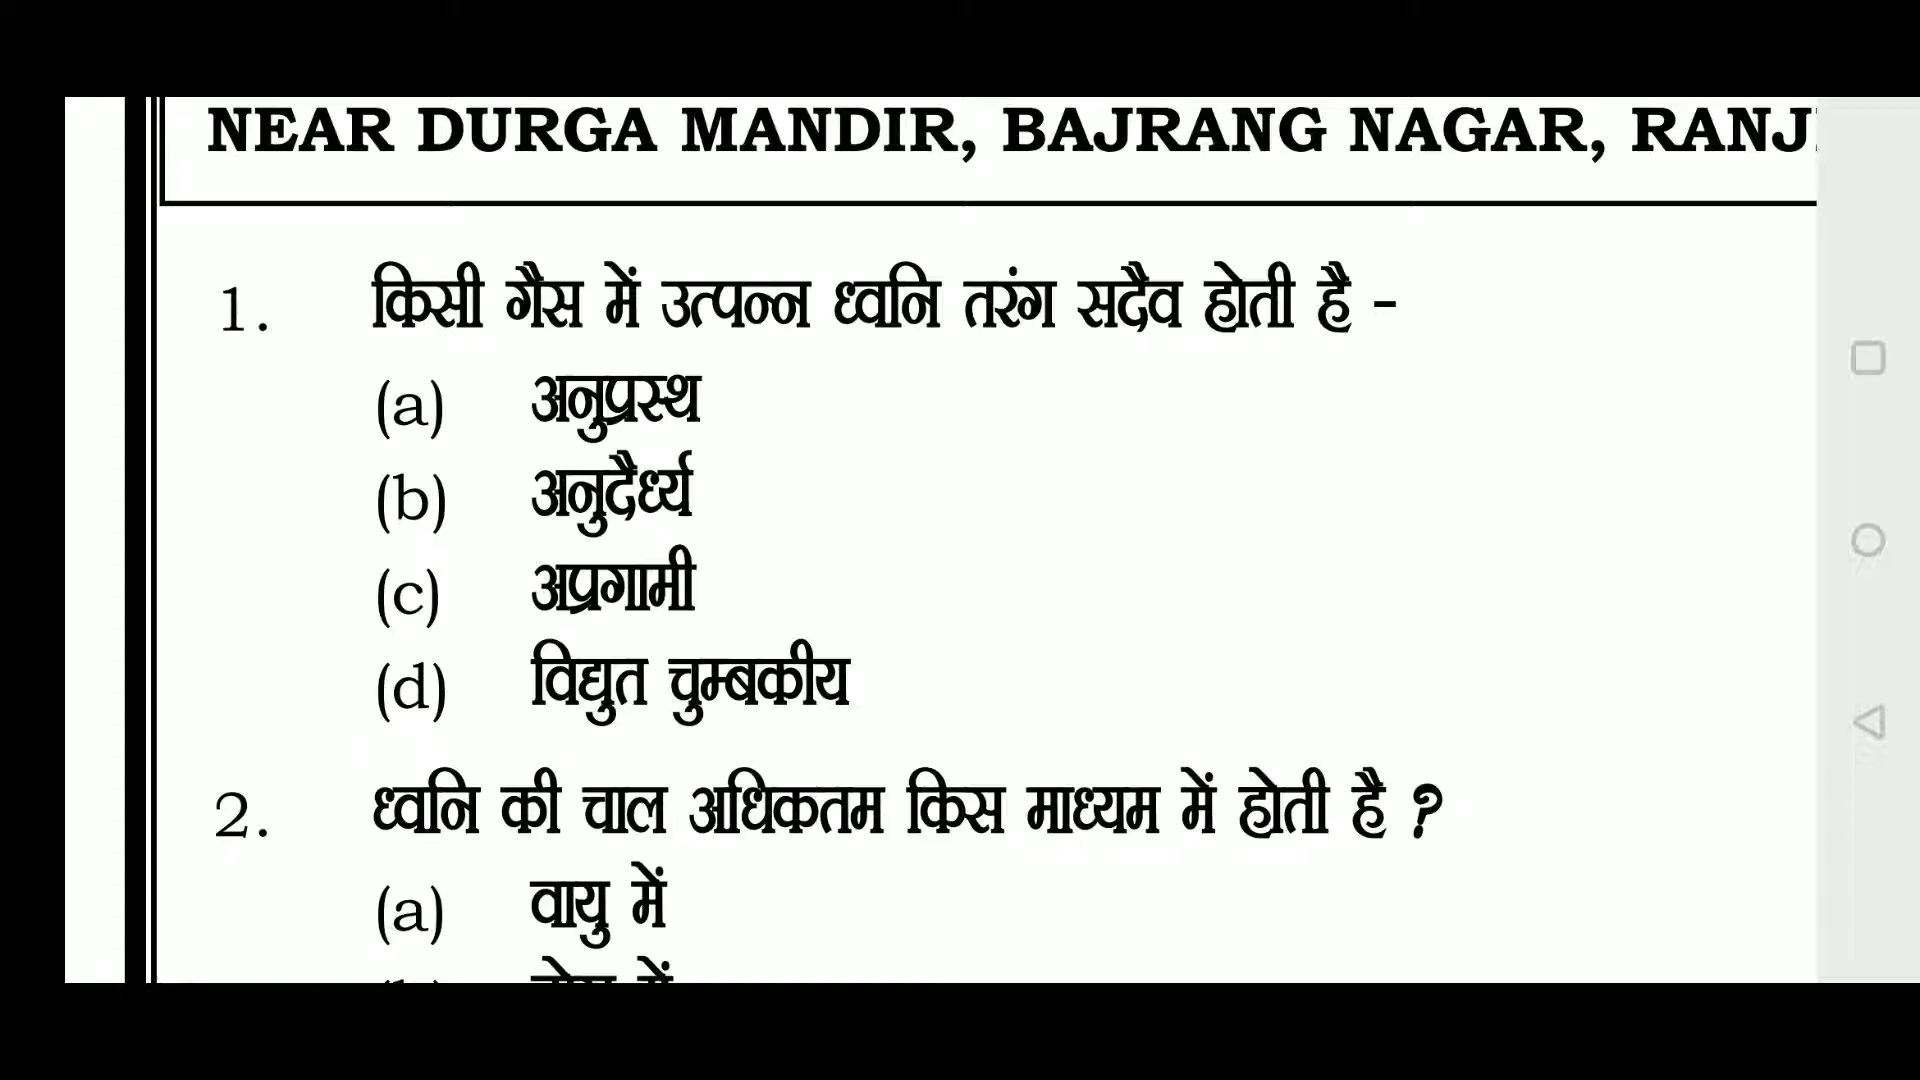 NEAR DURGA MANDIR, BAJRANG NAGAR,
1. किसी गैस में उत्पन्न ध्वनि तरंग सदैव होती है -
(a) अनुप्रस्थ
(b) अनुदैर्ध्य
(c) अप्रगामी
(d) विद्युत चुम्बकीय
2. ध्वनि की चाल अधिकतम किस माध्यम में होती है ?
(a) वायु में